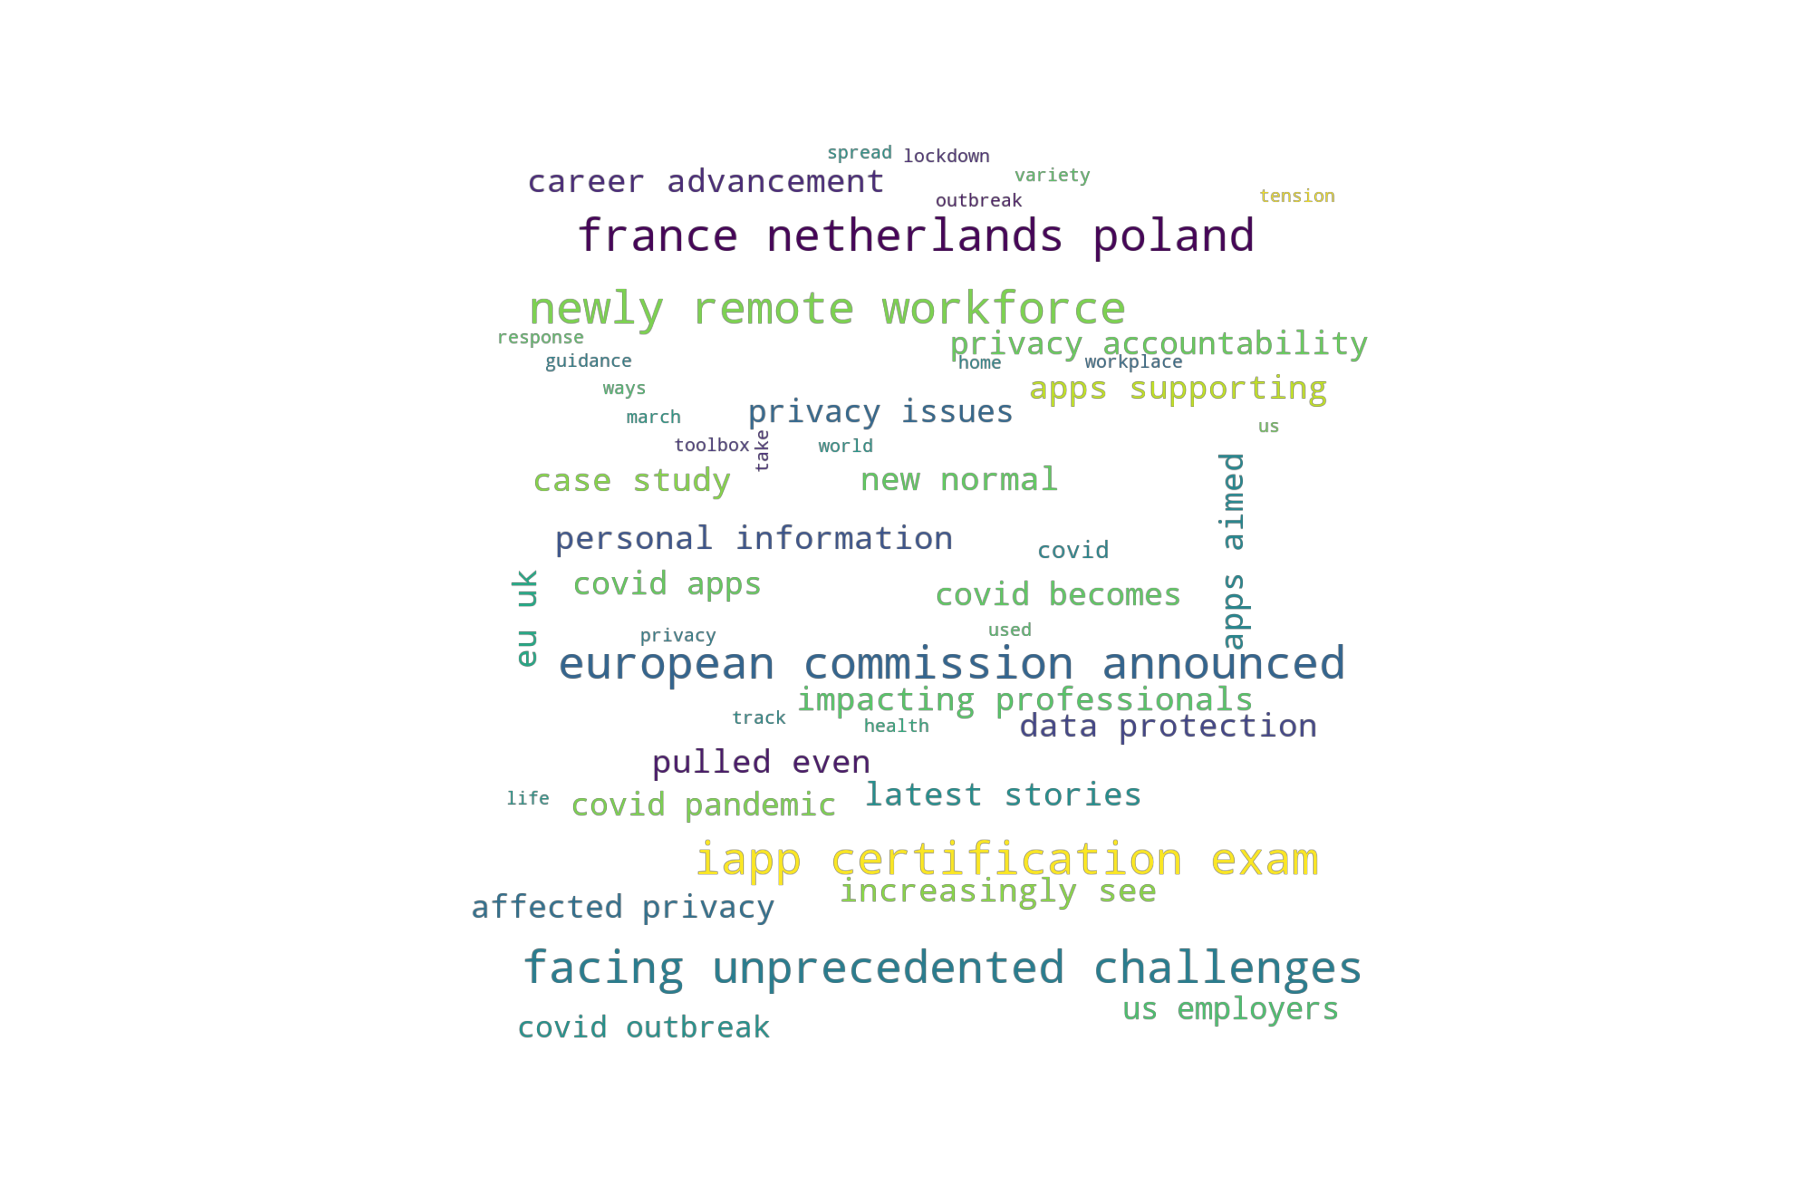 spread
lockdown
career advancement
variety
outbreak
tension
france netherlands poland
newly remote workforce
response
privacy accountability
guidance
home
workplace
ways
apps supporting
march
privacy issues
us
toolbox
take
world
case study
new normal
apps aimed
personal information
covid
eu uk
covid apps
covid becomes
privacy
used
european commission announced
impacting professionals
track
health
data protection
pulled even
life
covid pandemic
latest stories
iapp certification exam
increasingly see
affected privacy
facing unprecedented challenges
us employers
covid outbreak